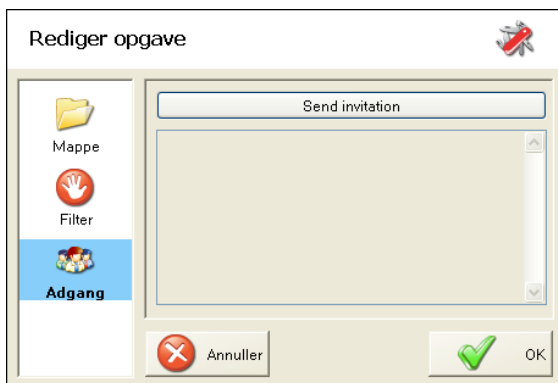 Rediger opgave
Mappe
Filter
Adgang
Send invitation
Annuller
OK